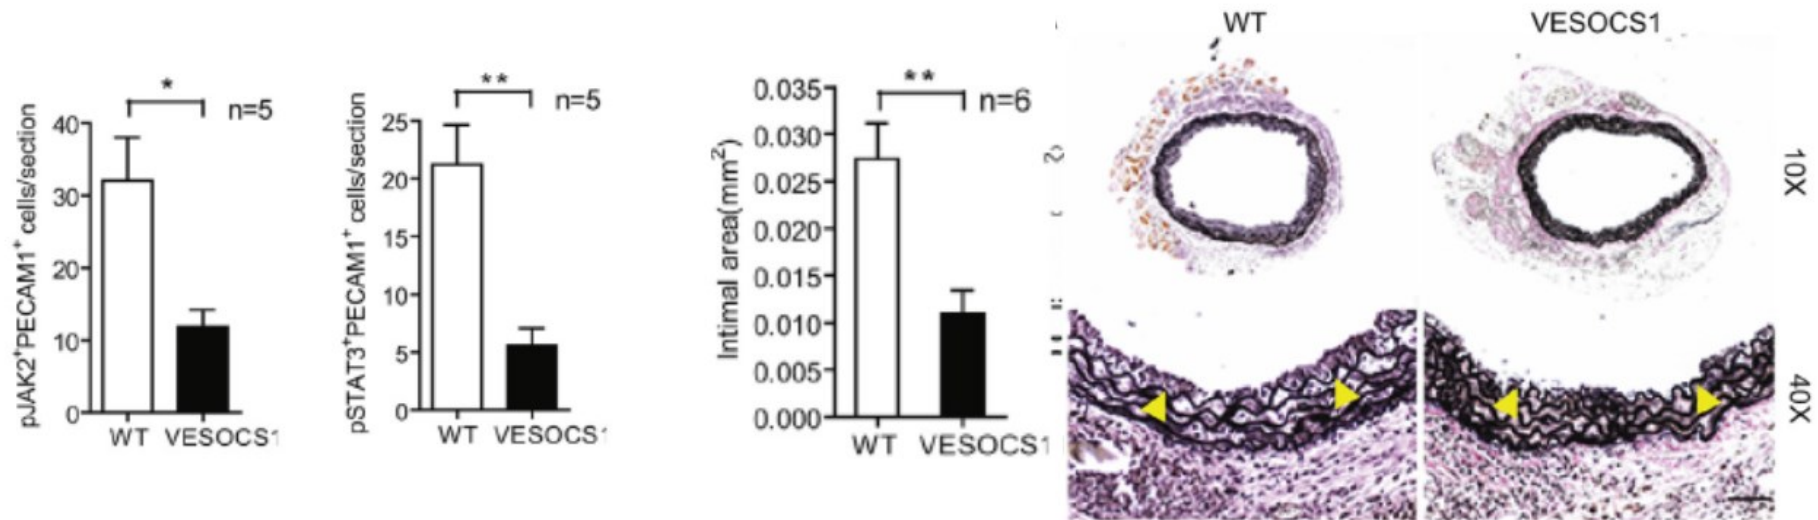 pJAK2⁺PECAM1⁺ cells/section
40
30
20
10
0
*
n=5
WT VESOCS1
pSTAT3⁺PECAM1⁺ cells/section
25
20
15
10
5
0
**
n=5
WT VESOCS1
Intimal area(mm²)
0.035
0.030
0.025
0.020
0.015
0.010
0.005
0.000
**
n=6
WT VESOCS1
WT
VESOCS1
10X
40X